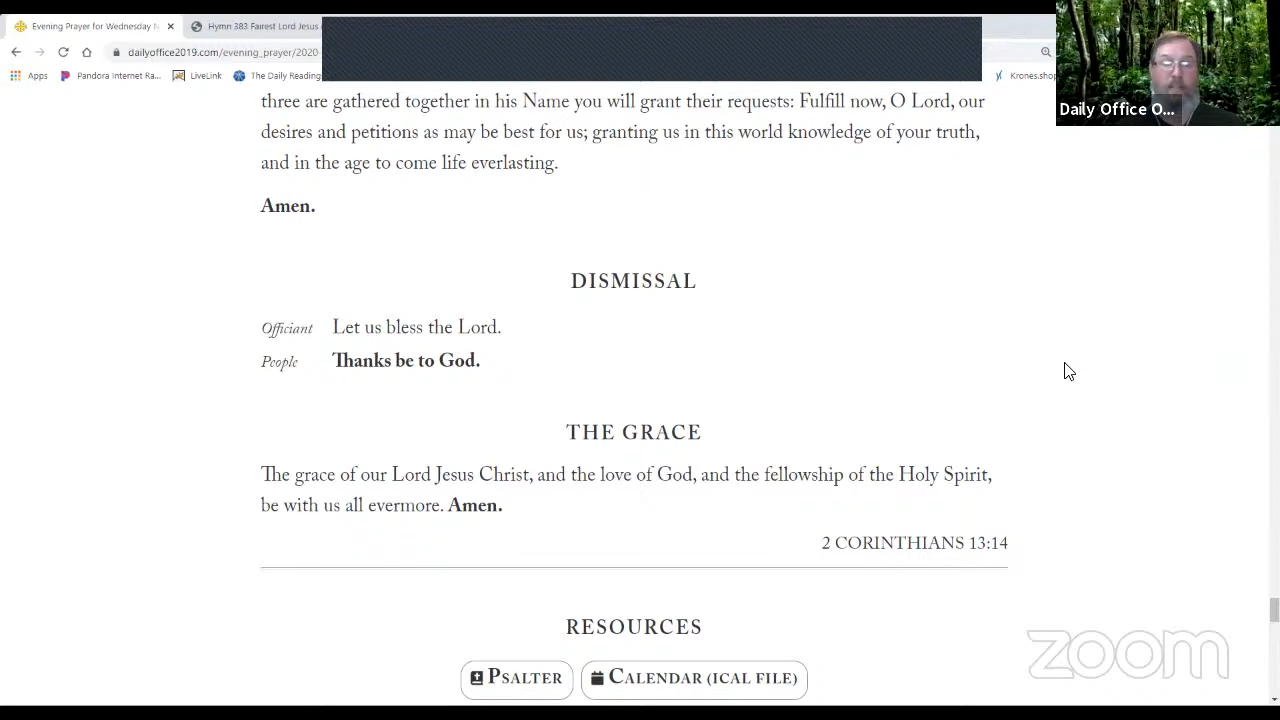 Evening Prayer for Wednesday N
Hymn 383 Fairest Lord Jesus
dailyoffice2019.com/evening_prayer/2020-
Apps Pandora Internet Ra... LiveLink The Daily Reading Krones.shop
Daily Office O...
three are gathered together in his Name you will grant their requests: Fulfill now, O Lord, our
desires and petitions as may be best for us; granting us in this world knowledge of your truth,
and in the age to come life everlasting.
Amen.
DISMISSAL
Officiant Let us bless the Lord.
People Thanks be to God.
THE GRACE
The grace of our Lord Jesus Christ, and the love of God, and the fellowship of the Holy Spirit,
be with us all evermore. Amen.
2 CORINTHIANS 13:14
RESOURCES
PSALTER CALENDAR (ICAL FILE)
zoom